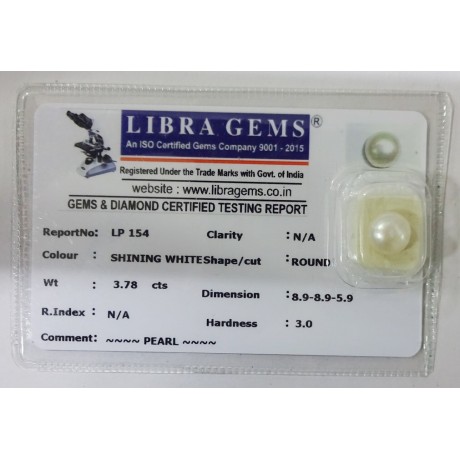 LIBRA GEMS ®
An ISO Certified Gems Company 9001 - 2015
Registered Under the Trade Marks with Govt. of India
website : www.libragems.co.in
GEMS & DIAMOND CERTIFIED TESTING REPORT
ReportNo: LP 154 Clarity : N/A
Colour : SHINING WHITE Shape/cut : ROUND
Wt : 3.78 cts Dimension : 8.9-8.9-5.9
R.Index : N/A Hardness : 3.0
Comment: ~~~~ PEARL ~~~~